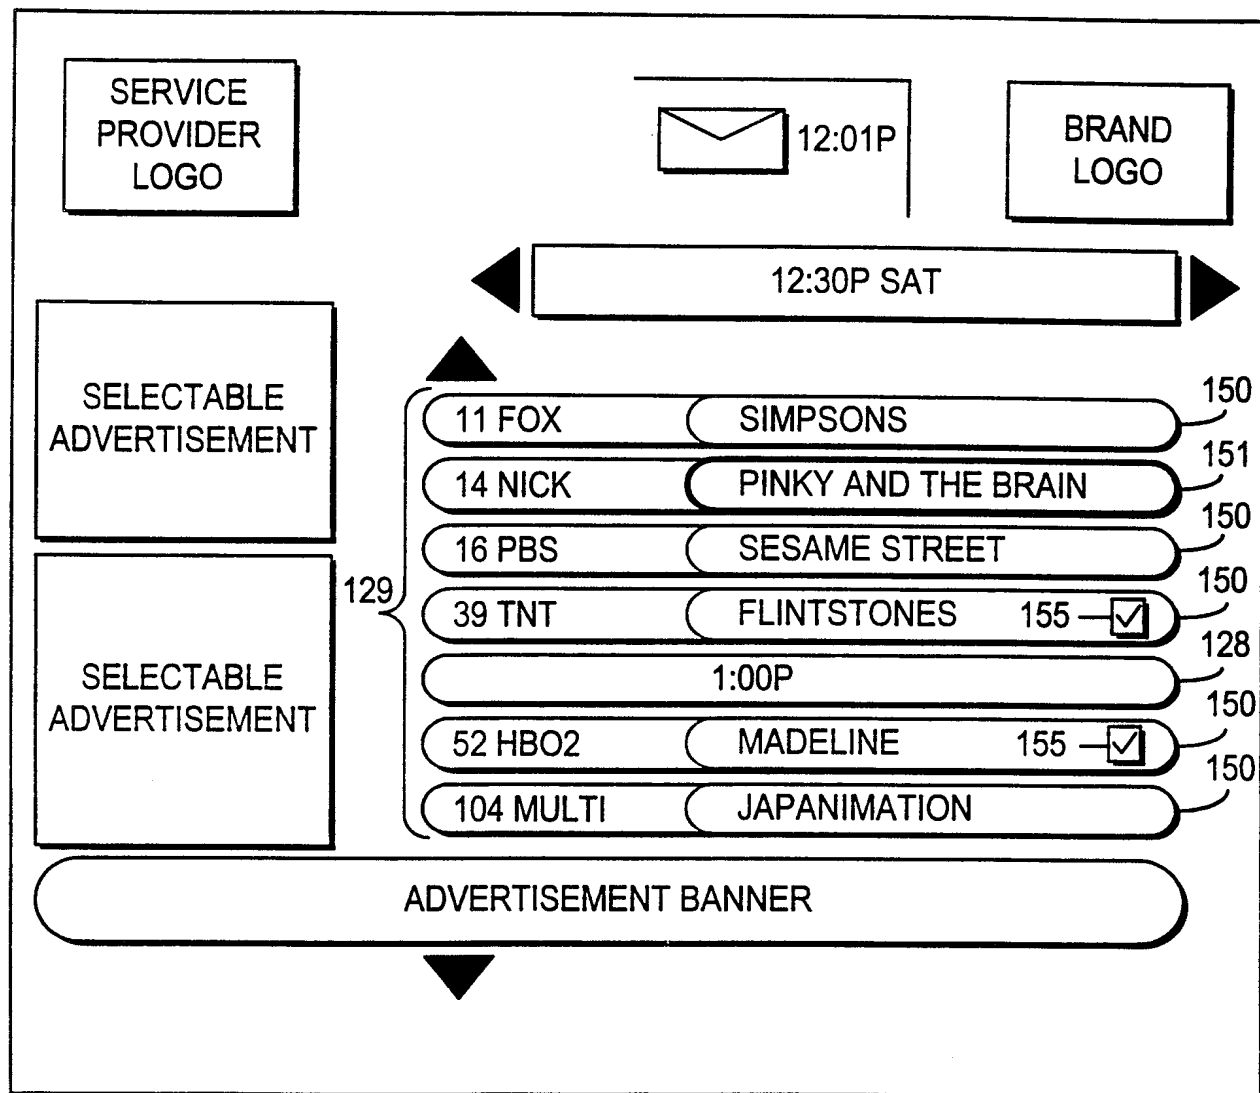 SERVICE
PROVIDER
LOGO
12:01P
BRAND
LOGO
12:30P SAT
SELECTABLE
ADVERTISEMENT
SELECTABLE
ADVERTISEMENT
129
11 FOX SIMPSONS 150
14 NICK PINKY AND THE BRAIN 151
16 PBS SESAME STREET 150
39 TNT FLINTSTONES 155 150
1:00P 128
52 HBO2 MADELINE 155 150
104 MULTI JAPANIMATION 150
ADVERTISEMENT BANNER